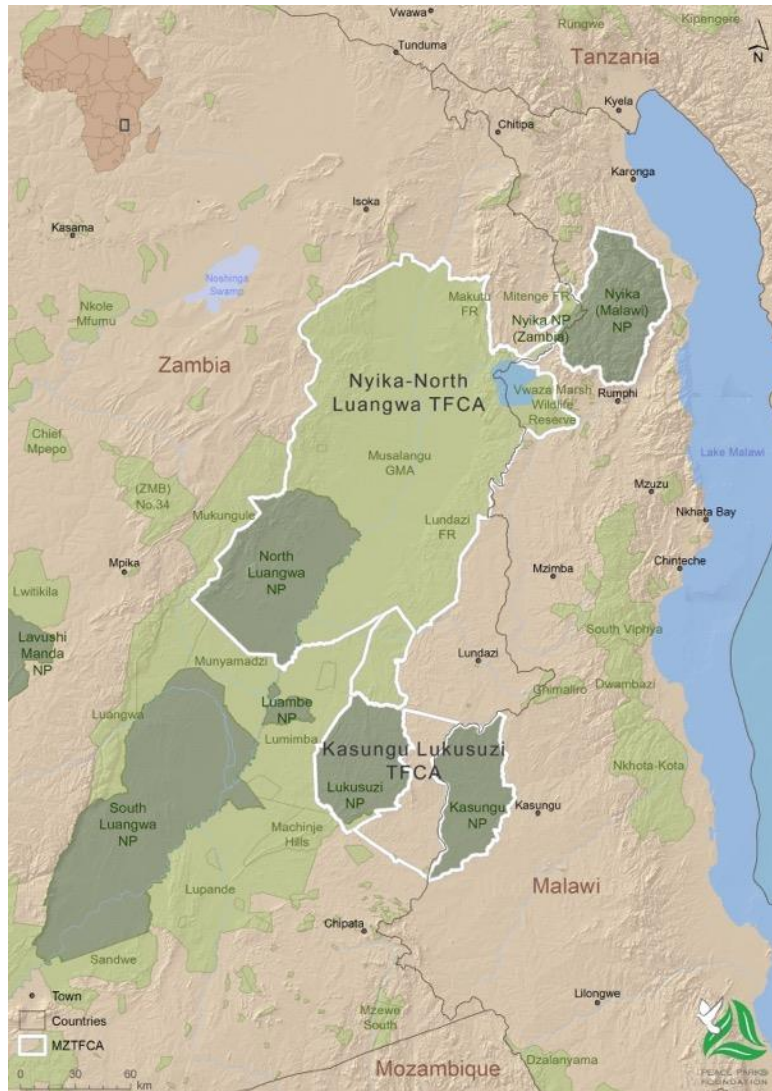 Vwawa
Rungwe
Kipengere
Tunduma
Tanzania
N
Kyela
Chitipa
Karonga
Isoka
Kasama
Noshinga
Swamp
Makutu
FR
Mitenge FR
Nyika NP
(Zambia)
Nyika
(Malawi)
NP
Nkole
Mfumu
Zambia
Nyika-North
Luangwa TFCA
Vwaza Marsh
Wildlife
Reserve
Rumphi
Chief
Mpepo
Musalangu
GMA
Lake Malawi
(ZMB)
No.34
Mukungule
Mzuzu
Nkhata Bay
Lundazi
FR
North
Luangwa
NP
Mpika
Mzimba
Chinteche
Lwitikila
Lavushi
Manda
NP
South Viphya
Munyamadzi
Lundazi
Ghimaliro
Dwambazi
Luambe
NP
Luangwa
Lumimba
Kasungu Lukusuzi
TFCA
Nkhota-Kota
Lukusuzi
NP
Kasungu
NP
Kasungu
South
Luangwa
NP
Machinje
Hills
Lupande
Malawi
Chipata
Sandwe
Town
Countries
MZTFCA
Lilongwe
Mzewe
South
0 30 60
km
Mozambique
Dzalanyama
PEACE PARKS
FOUNDATION